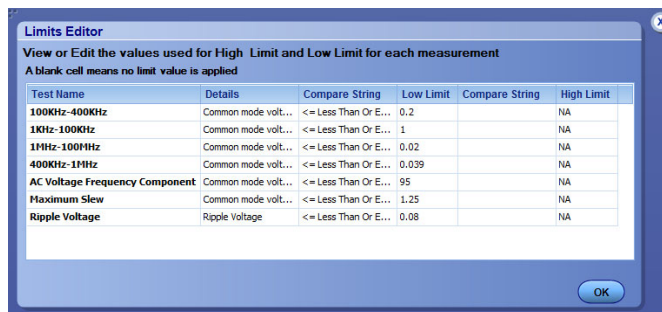 Limits Editor
View or Edit the values used for High Limit and Low Limit for each measurement
A blank cell means no limit value is applied
Test Name Details Compare String Low Limit Compare String High Limit
100KHz-400KHz Common mode volt... <= Less Than Or E... 0.2 NA
1KHz-100KHz Common mode volt... <= Less Than Or E... 1 NA
1MHz-100MHz Common mode volt... <= Less Than Or E... 0.02 NA
400KHz-1MHz Common mode volt... <= Less Than Or E... 0.039 NA
AC Voltage Frequency Component Common mode volt... <= Less Than Or E... 95 NA
Maximum Slew Common mode volt... <= Less Than Or E... 1.25 NA
Ripple Voltage Ripple Voltage <= Less Than Or E... 0.08 NA
OK